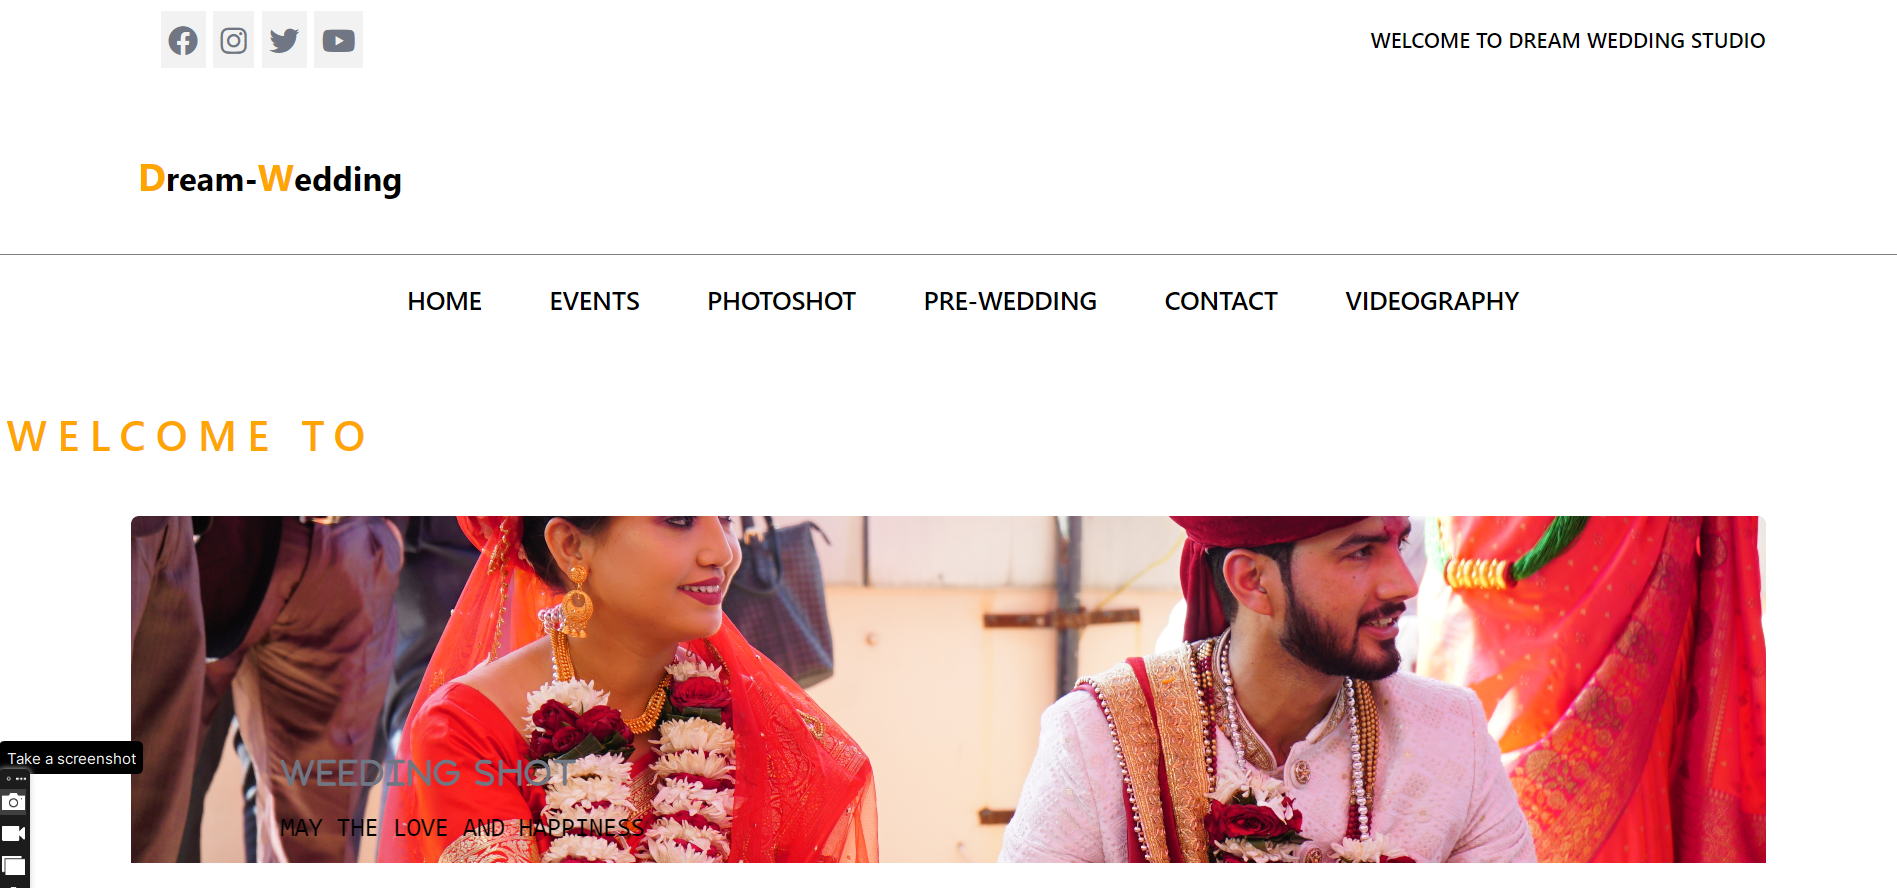 WELCOME TO DREAM WEDDING STUDIO
Dream-Wedding
HOME EVENTS PHOTOSHOT PRE-WEDDING CONTACT VIDEOGRAPHY
WELCOME TO
Take a screenshot
WEEDING SHOT
MAY THE LOVE AND HAPPINESS